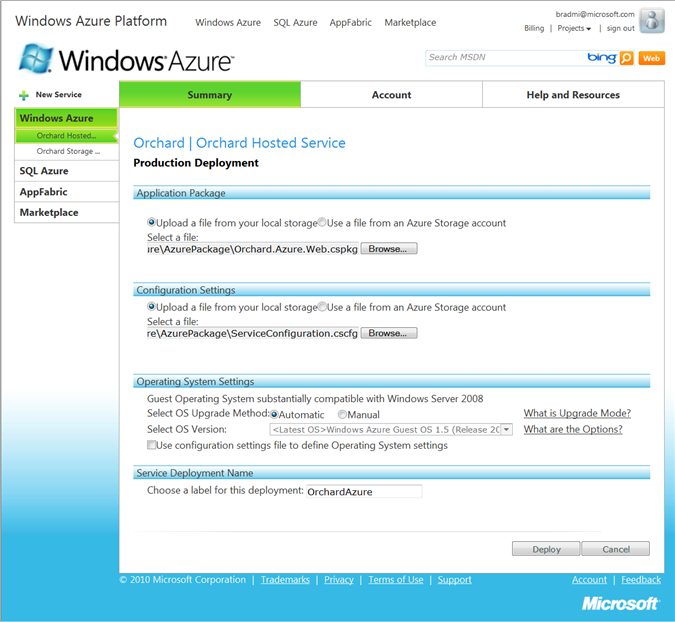 Windows Azure Platform
Windows Azure SQL Azure AppFabric Marketplace
bradmi@microsoft.com
Billing | Projects | sign out
Windows Azure
Search MSDN bing Web
New Service
Summary Account Help and Resources
Windows Azure
Orchard Hosted...
Orchard Storage ...
SQL Azure
AppFabric
Marketplace
Orchard | Orchard Hosted Service
Production Deployment
Application Package
Upload a file from your local storage Use a file from an Azure Storage account
Select a file:
ure\AzurePackage\Orchard.Azure.Web.cspkg Browse...
Configuration Settings
Upload a file from your local storage Use a file from an Azure Storage account
Select a file:
re\AzurePackage\ServiceConfiguration.cscfg Browse...
Operating System Settings
Guest Operating System substantially compatible with Windows Server 2008
Select OS Upgrade Method: Automatic Manual What is Upgrade Mode?
Select OS Version: <Latest OS>Windows Azure Guest OS 1.5 (Release 20 What are the Options?
Use configuration settings file to define Operating System settings
Service Deployment Name
Choose a label for this deployment: OrchardAzure
Deploy Cancel
© 2010 Microsoft Corporation | Trademarks | Privacy | Terms of Use | Support Account | Feedback
Microsoft